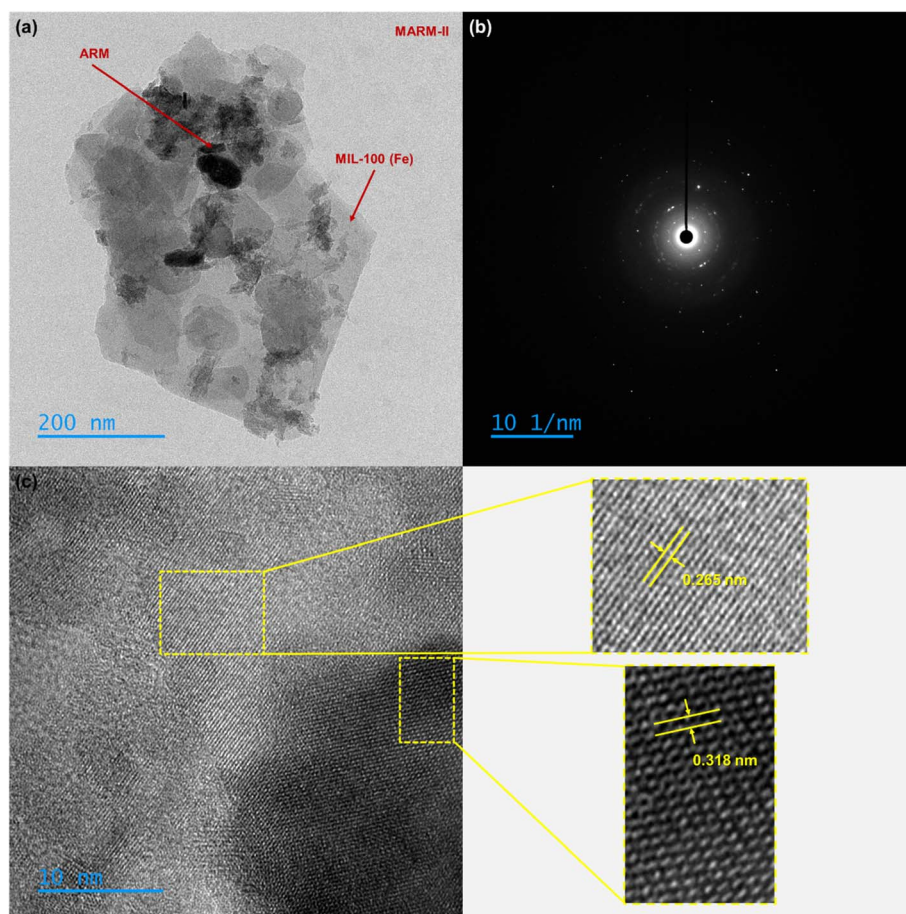 (a)
MARM-II
ARM
MIL-100 (Fe)
200 nm
(b)
10 1/nm
(c)
10 nm
0.265 nm
0.318 nm